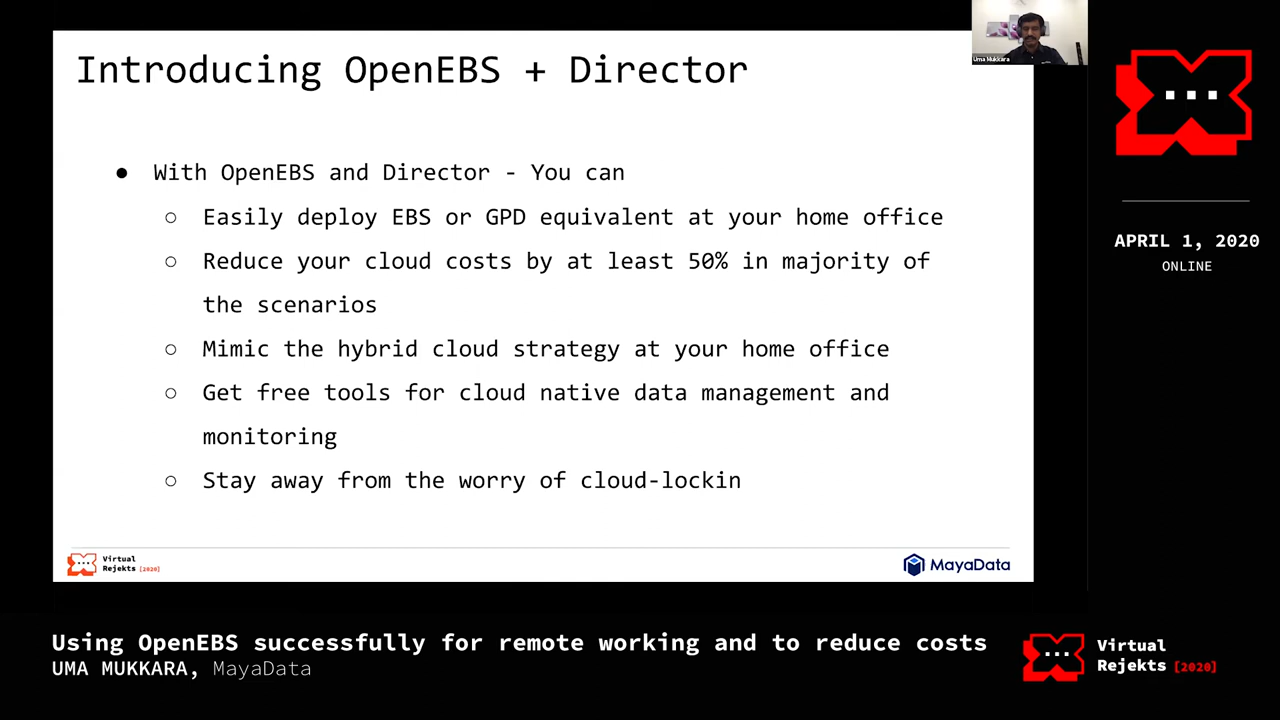 Introducing OpenEBS + Director
Uma Mukkara
● With OpenEBS and Director - You can
○ Easily deploy EBS or GPD equivalent at your home office
○ Reduce your cloud costs by at least 50% in majority of
the scenarios
○ Mimic the hybrid cloud strategy at your home office
○ Get free tools for cloud native data management and
monitoring
○ Stay away from the worry of cloud-lockin
Virtual
Rejekts [2020]
MayaData
APRIL 1, 2020
ONLINE
Using OpenEBS successfully for remote working and to reduce costs
UMA MUKKARA, MayaData
Virtual
Rejekts [2020]